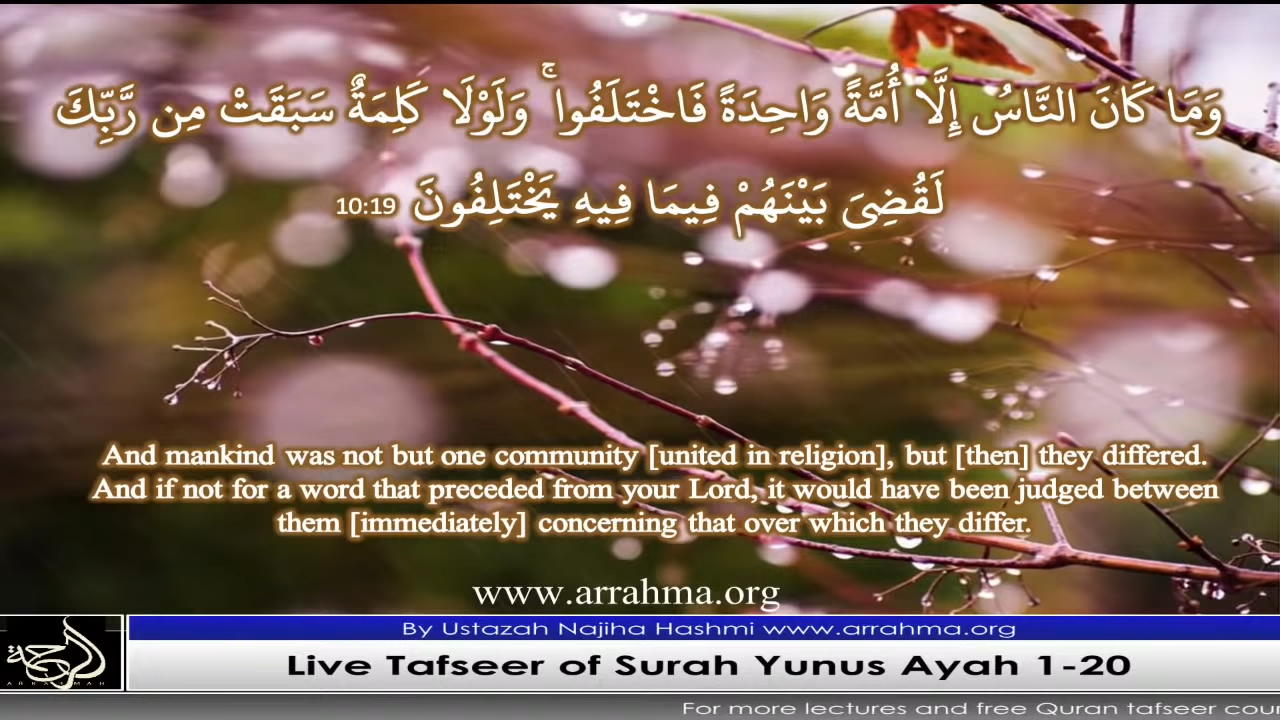 وَمَا كَانَ النَّاسُ إِلَّا أُمَّةً وَاحِدَةً فَاخْتَلَفُوا ۚ وَلَوْلَا كَلِمَةٌ سَبَقَتْ مِن رَّبِّكَ
لَقُضِيَ بَيْنَهُمْ فِيمَا فِيهِ يَخْتَلِفُونَ 10:19
And mankind was not but one community [united in religion], but [then] they differed.
And if not for a word that preceded from your Lord, it would have been judged between
them [immediately] concerning that over which they differ.
www.arrahma.org
By Ustazah Najiha Hashmi www.arrahma.org
الرحمة
ARRAHMAH
Live Tafseer of Surah Yunus Ayah 1-20
For more lectures and free Quran tafseer cour